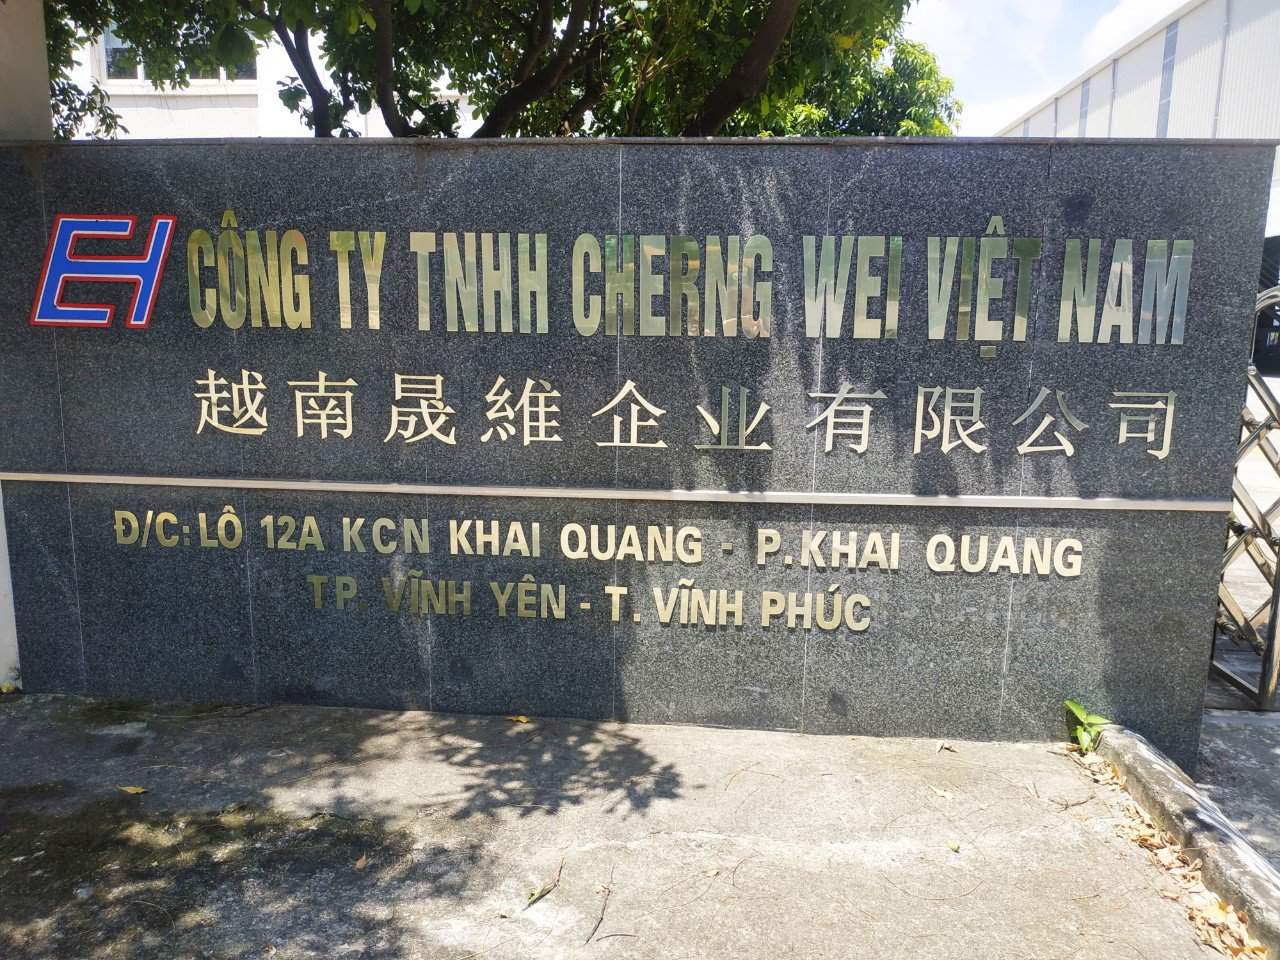 CÔNG TY TNHH CHERNG WEI VIỆT NAM
越南晟維企业有限公司
Đ/C: LÔ 12A KCN KHAI QUANG - P.KHAI QUANG
TP. VĨNH YÊN - T. VĨNH PHÚC